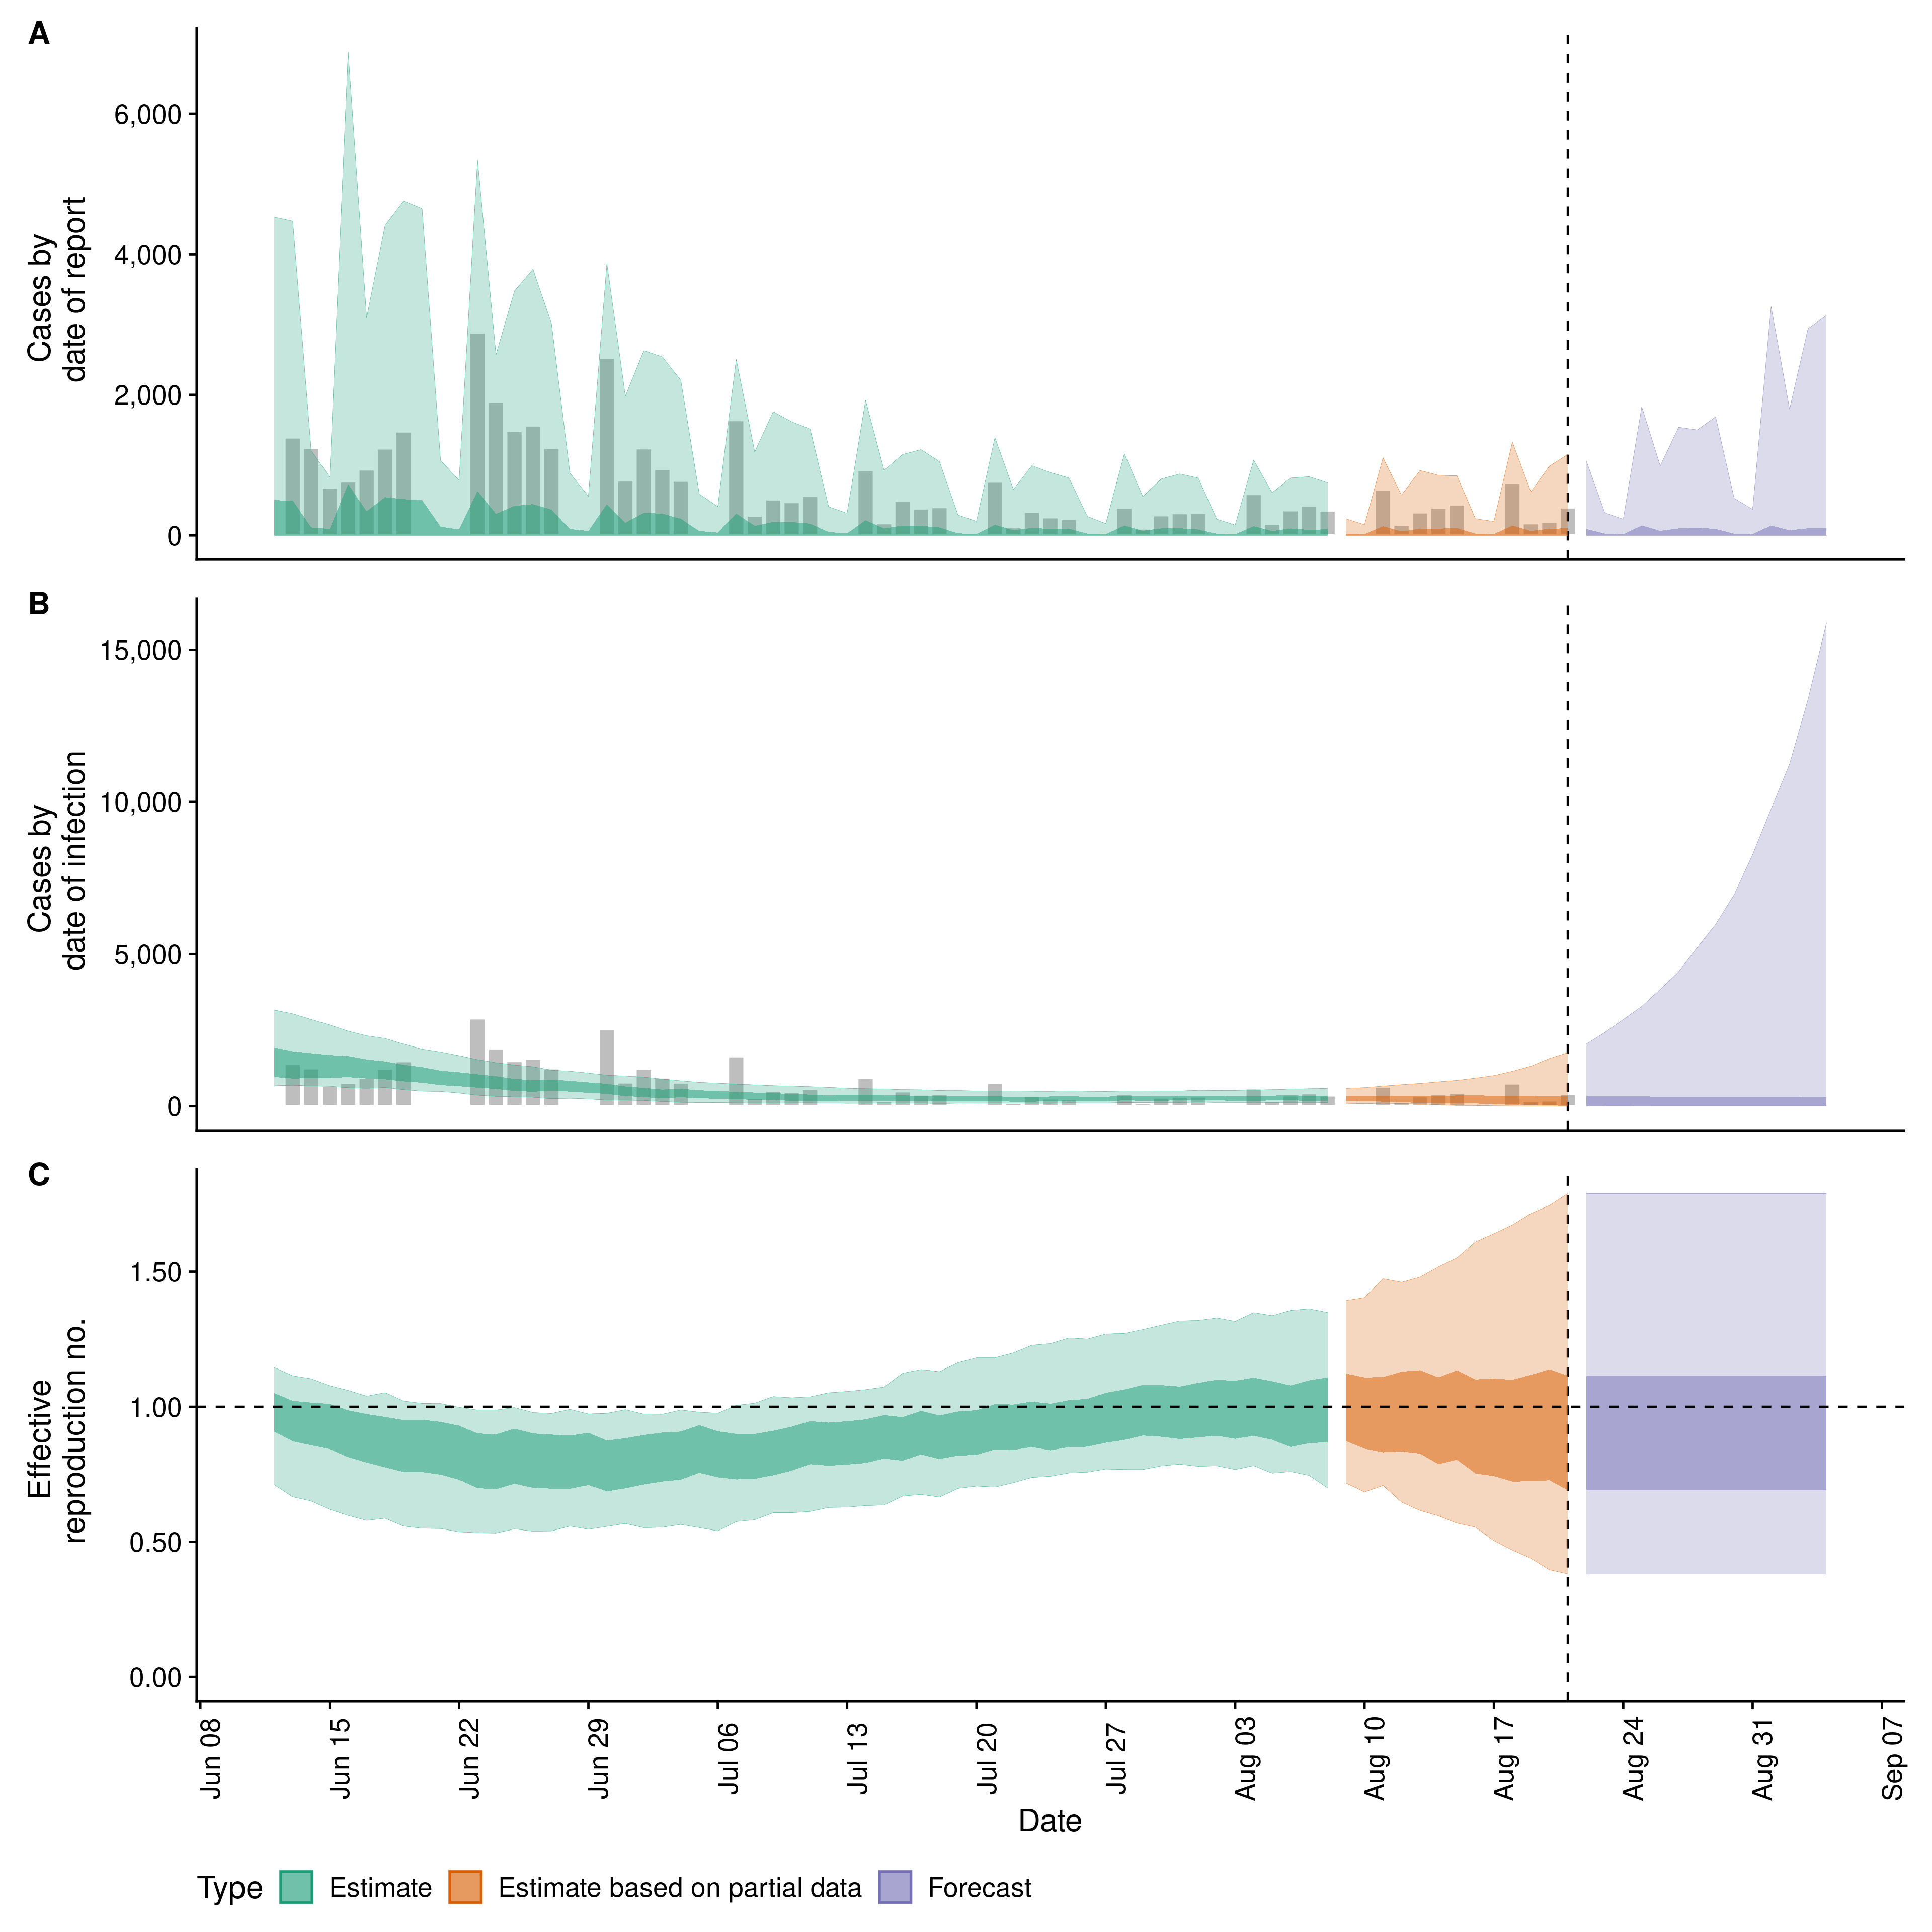 A
6,000
4,000
2,000
0
Cases by
date of report
B
15,000
10,000
5,000
0
Cases by
date of infection
C
1.50
1.00
0.50
0.00
Effective
reproduction no.
Jun 08
Jun 15
Jun 22
Jun 29
Jul 06
Jul 13
Jul 20
Jul 27
Aug 03
Aug 10
Aug 17
Aug 24
Aug 31
Sep 07
Date
Type Estimate Estimate based on partial data Forecast